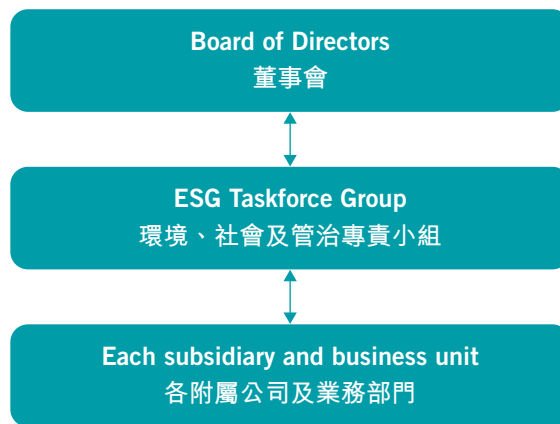 Board of Directors
董事會
ESG Taskforce Group
環境、社會及管治專責小組
Each subsidiary and business unit
各附屬公司及業務部門